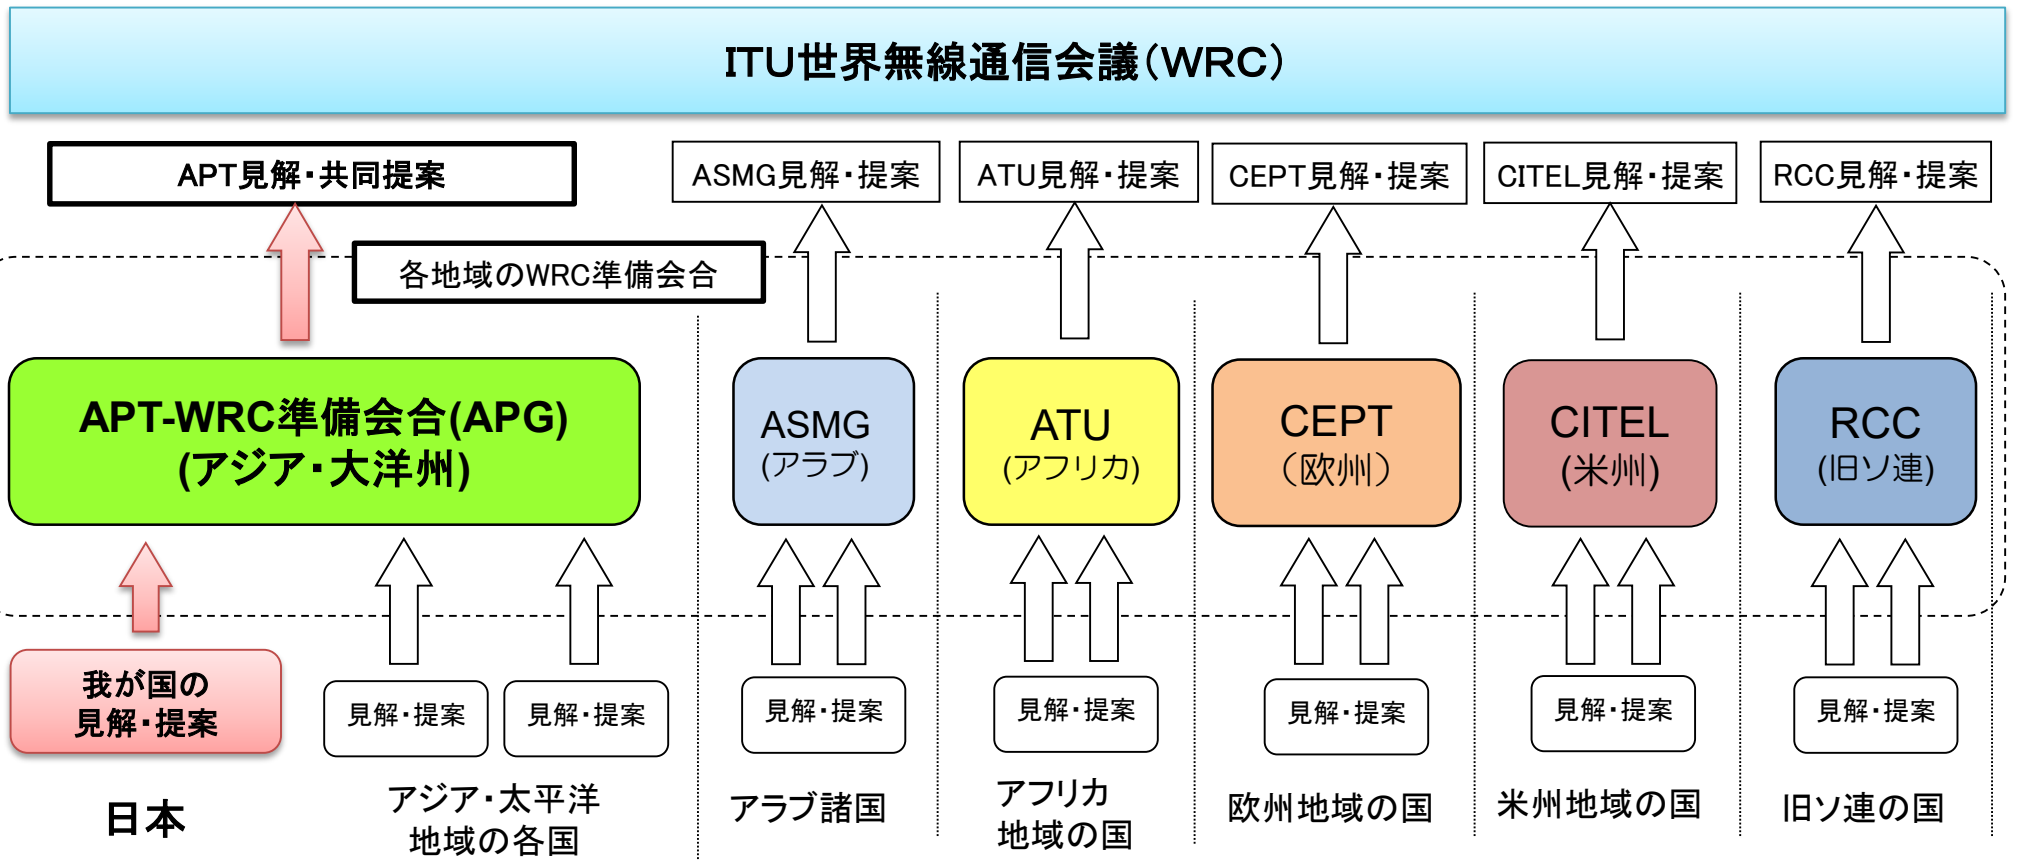 ITU世界無線通信会議(WRC)
APT見解・共同提案
ASMG見解・提案
ATU見解・提案
CEPT見解・提案
CITEL見解・提案
RCC見解・提案
各地域のWRC準備会合
APT-WRC準備会合(APG)
(アジア・大洋州)
ASMG
(アラブ)
ATU
(アフリカ)
CEPT
(欧州)
CITEL
(米州)
RCC
(旧ソ連)
我が国の
見解・提案
見解・提案
見解・提案
見解・提案
見解・提案
見解・提案
見解・提案
見解・提案
日本
アジア・太平洋
地域の各国
アラブ諸国
アフリカ
地域の国
欧州地域の国
米州地域の国
旧ソ連の国